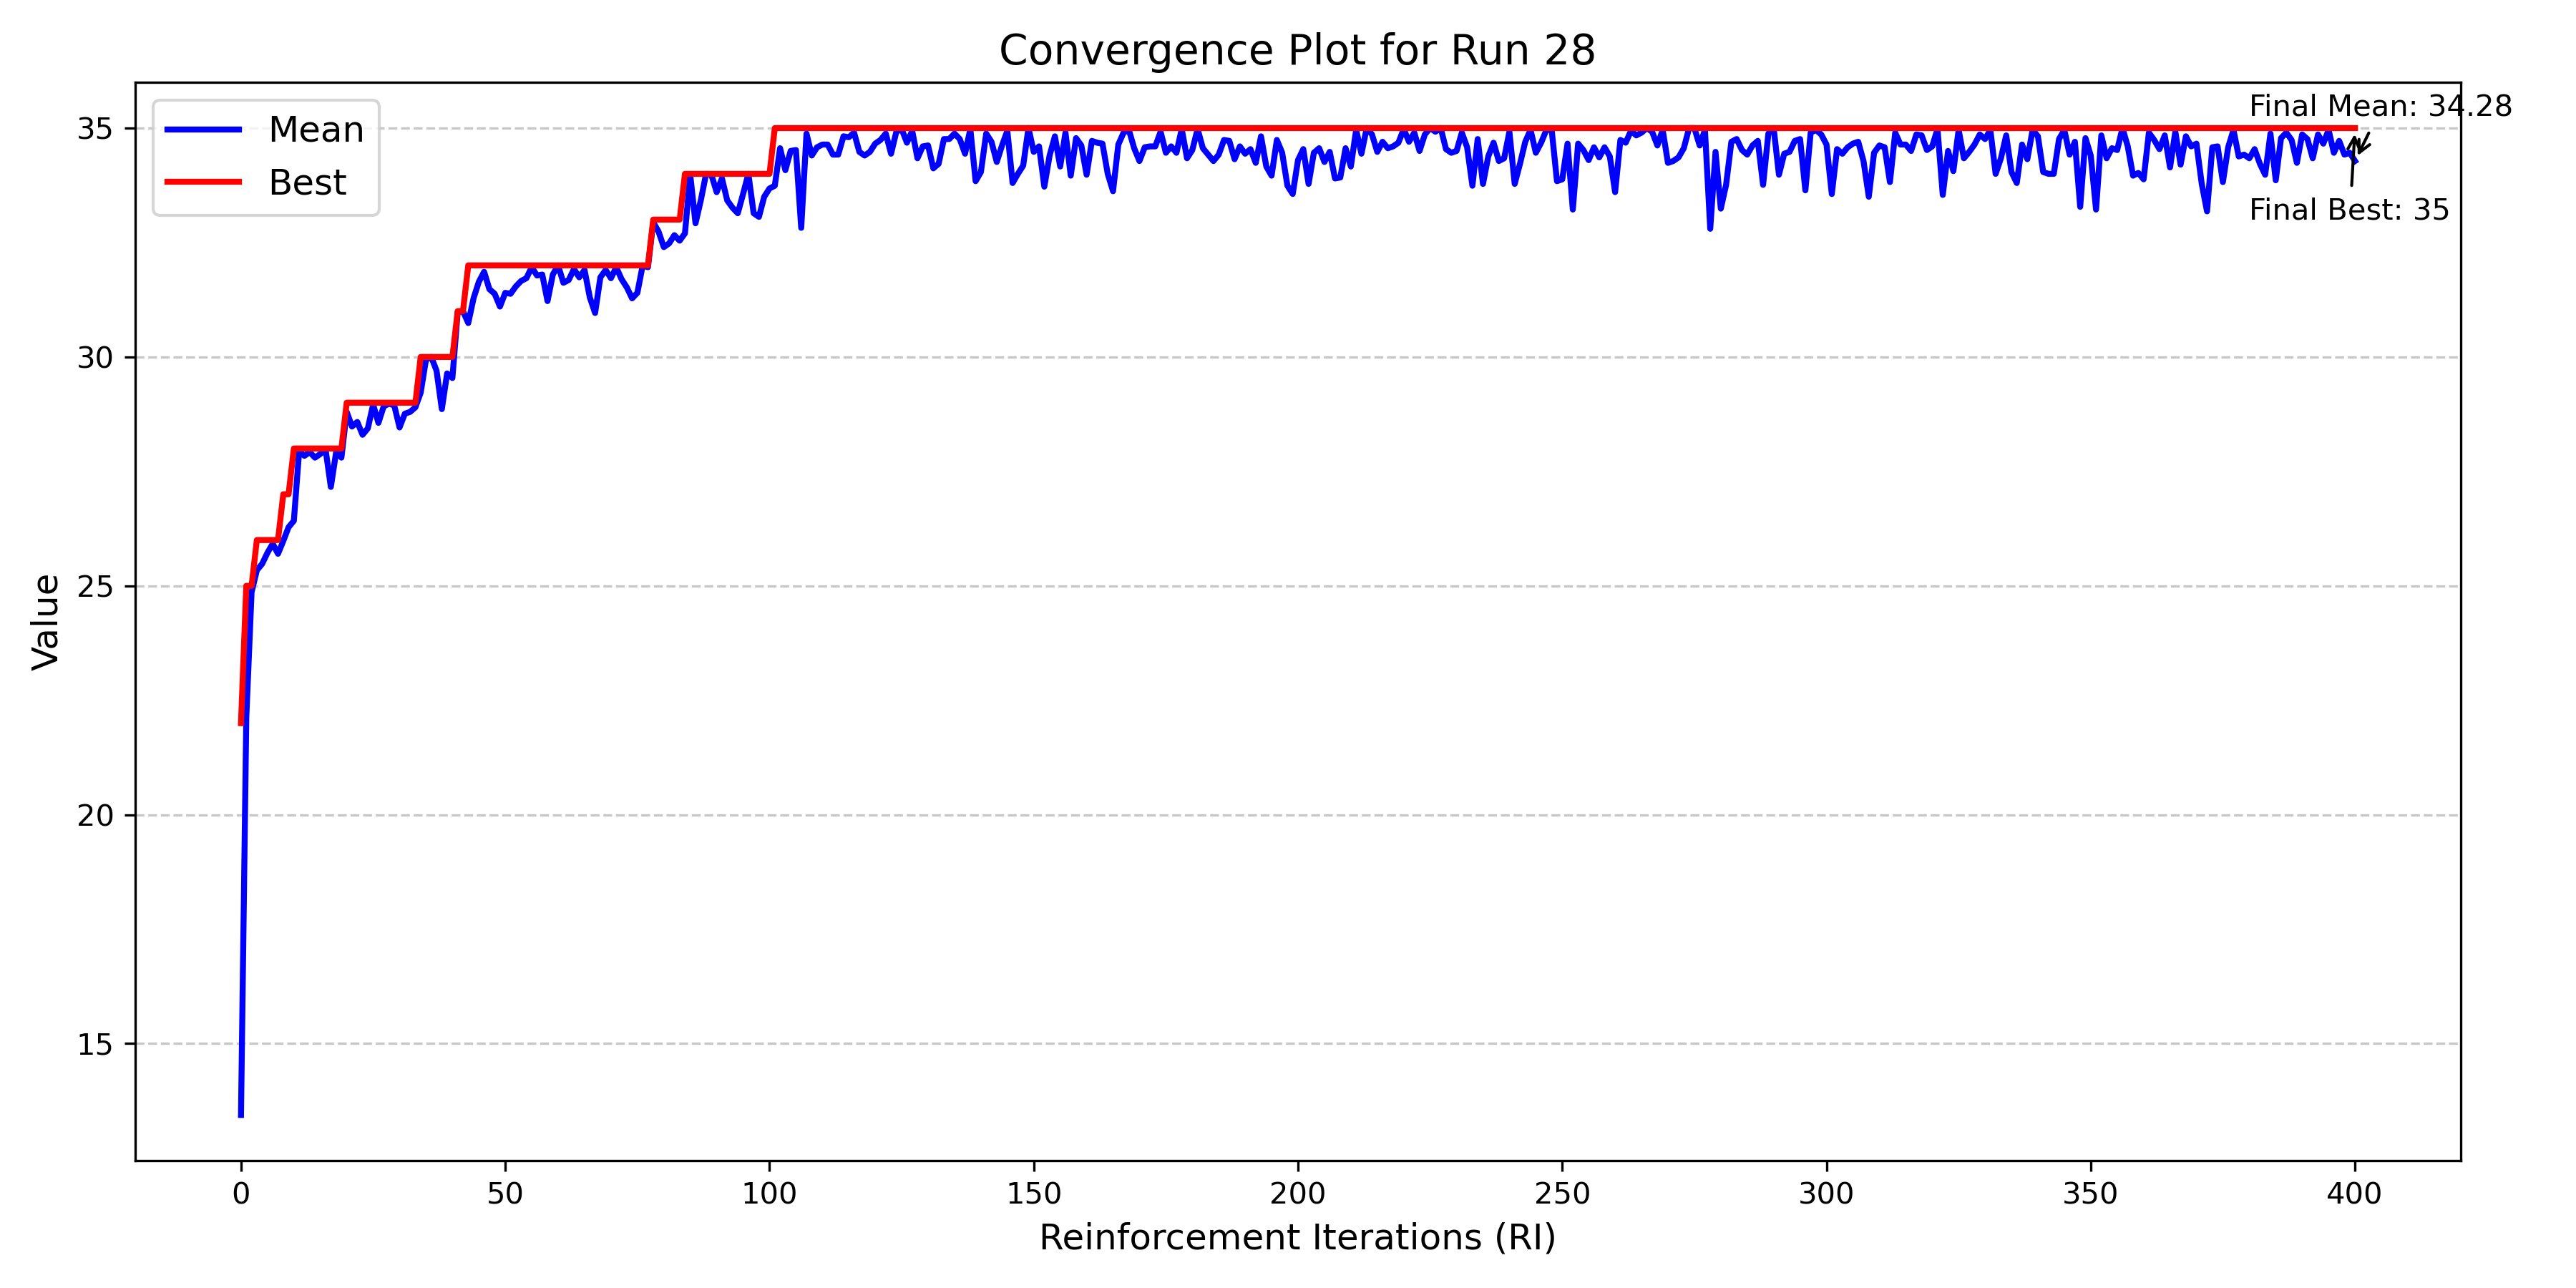 Convergence Plot for Run 28
Final Mean: 34.28
Mean
Best
Final Best: 35
35
30
25
20
15
Value
0 50 100 150 200 250 300 350 400
Reinforcement Iterations (RI)